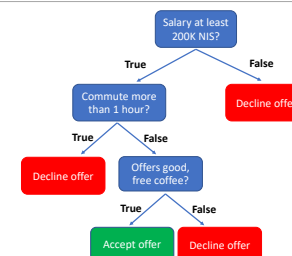 Salary at least
200K NIS?
True
False
Commute more
than 1 hour?
Decline offe
True
False
Decline offer
Offers good,
free coffee?
True
False
Accept offer
Decline offer